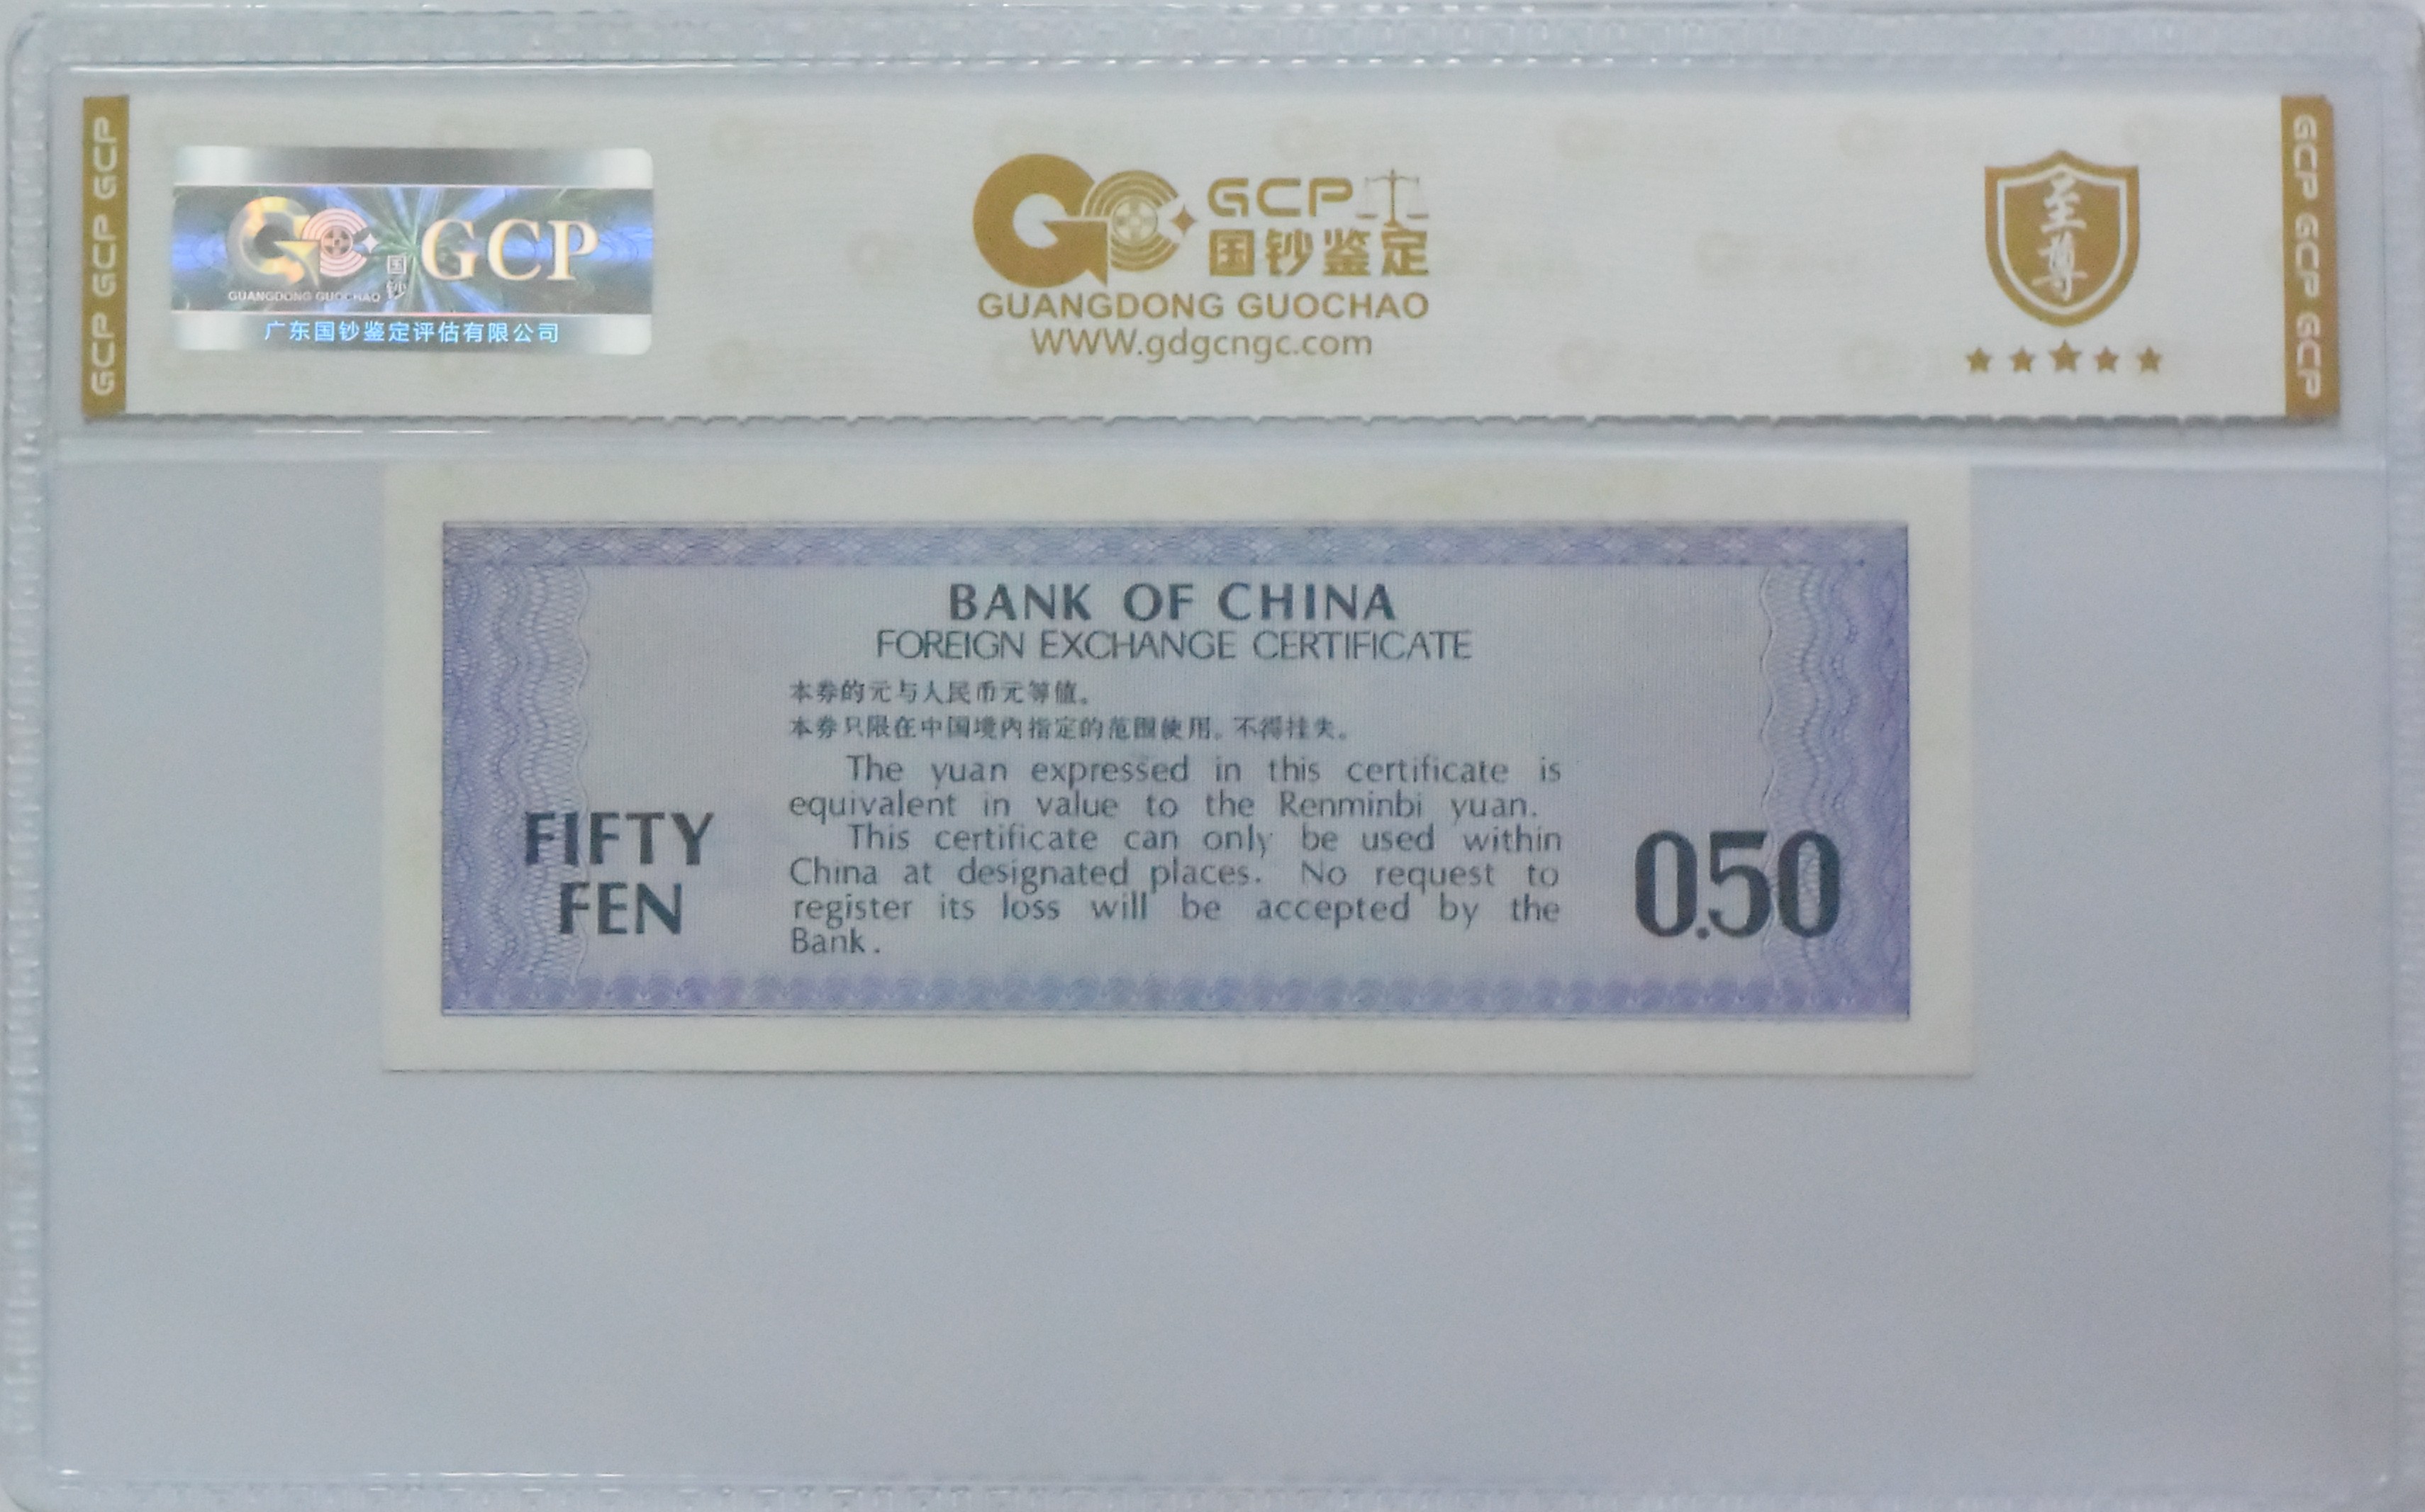 GCP GCP GCP
GCP
国钞
GUANGDONG GUOCHAO
广东国钞鉴定评估有限公司
GCP
国钞鉴定
GUANGDONG GUOCHAO
WWW.gdgcngc.com
至尊
GCP GCP GCP
BANK OF CHINA
FOREIGN EXCHANGE CERTIFICATE
本券的元与人民币元等值。
本券只限在中国境内指定的范围使用。不得挂失。
The yuan expressed in this certificate is
equivalent in value to the Renminbi yuan.
This certificate can only be used within
China at designated places. No request to
register its loss will be accepted by the
Bank.
FIFTY
FEN
0.50